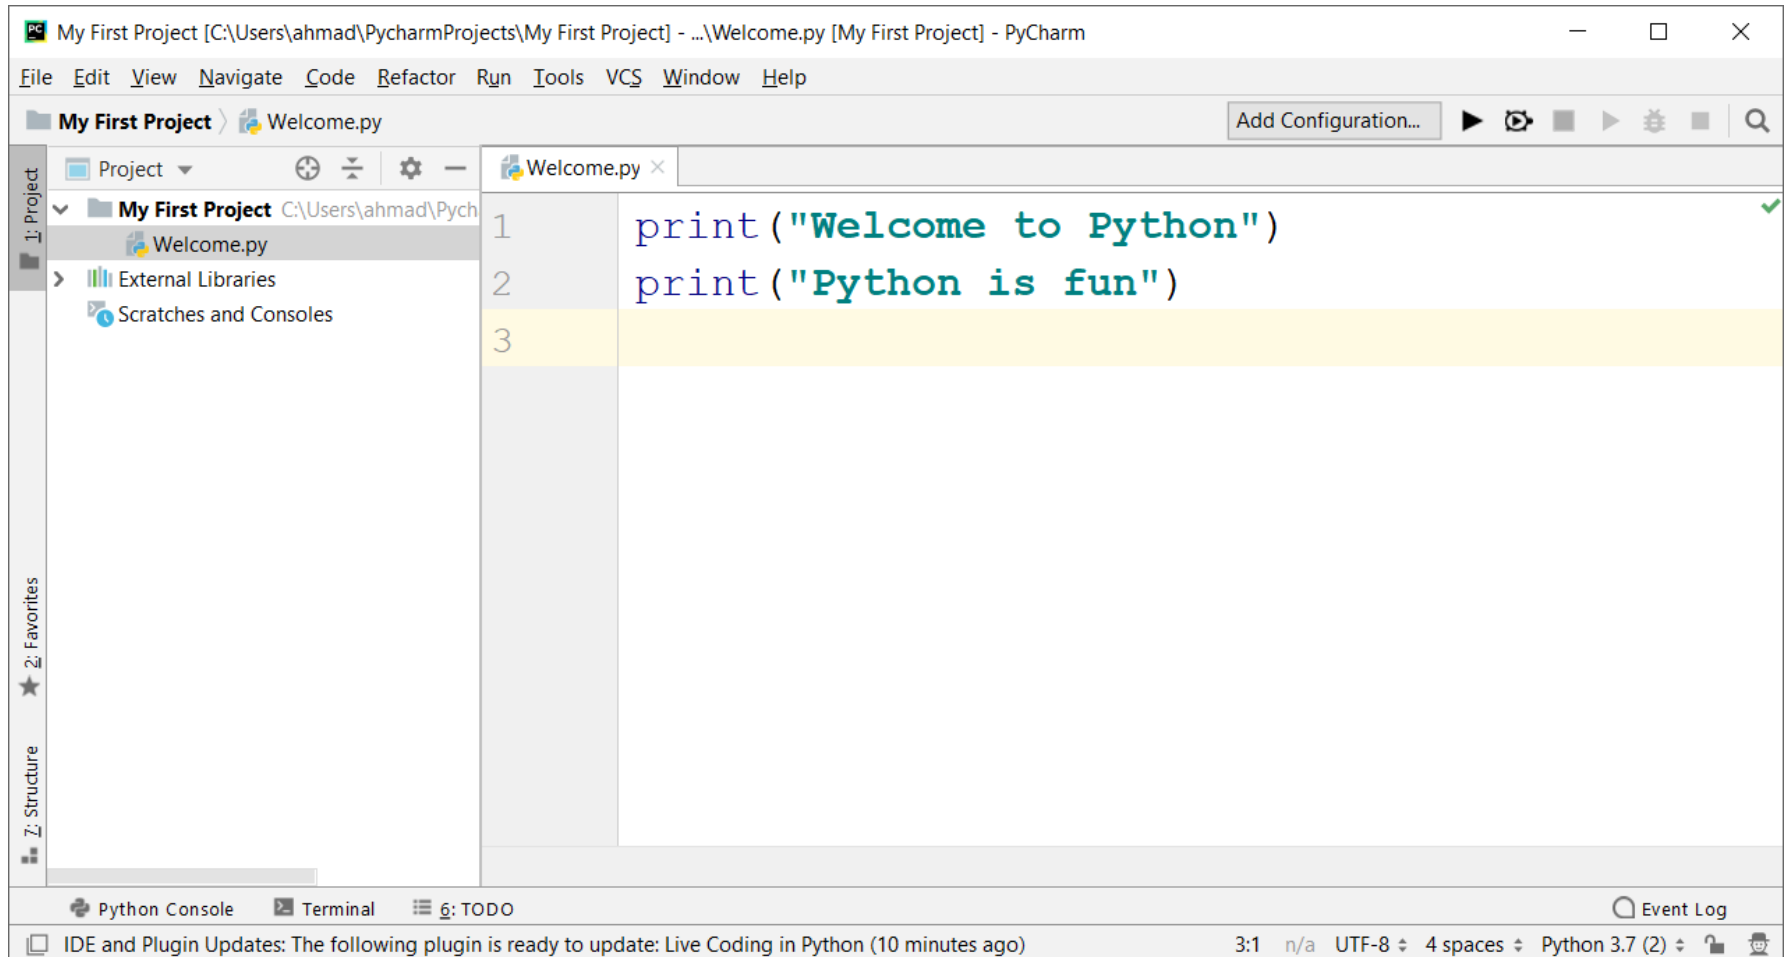 PC My First Project [C:\Users\ahmad\PycharmProjects\My First Project] - ...\Welcome.py [My First Project] - PyCharm
File Edit View Navigate Code Refactor Run Tools VCS Window Help
My First Project Welcome.py Add Configuration...
1: Project
Project
Welcome.py
My First Project C:\Users\ahmad\Pych
Welcome.py
External Libraries
Scratches and Consoles
1 print("Welcome to Python")
2 print("Python is fun")
3
2: Favorites
7: Structure
Python Console Terminal 6: TODO Event Log
IDE and Plugin Updates: The following plugin is ready to update: Live Coding in Python (10 minutes ago) 3:1 n/a UTF-8 4 spaces Python 3.7 (2)